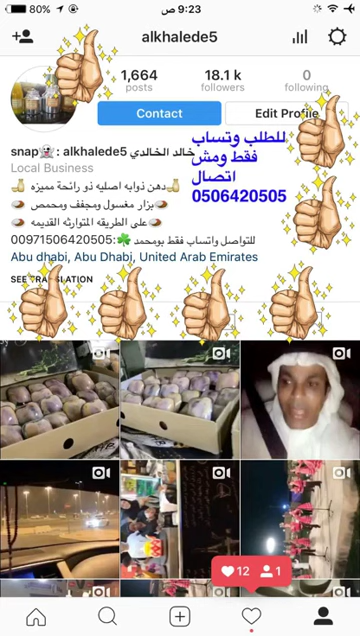 80%
9:23 ص
alkhalede5
1,664
posts
18.1 k
followers
0
following
Contact
Edit Profile
للطلب وتساب
فقط ومش
اتصال
0506420505
snap👻: alkhalede5 خالد الخالدي
Local Business
دهن ذوابه اصليه ذو رائحة مميزه
بزار مغسول ومجفف ومحمص
على الطريقه المتوارثه القديمه
للتواصل واتساب فقط بومحمد☘:00971506420505
Abu dhabi, Abu Dhabi, United Arab Emirates
SEE TRANSLATION
12
1